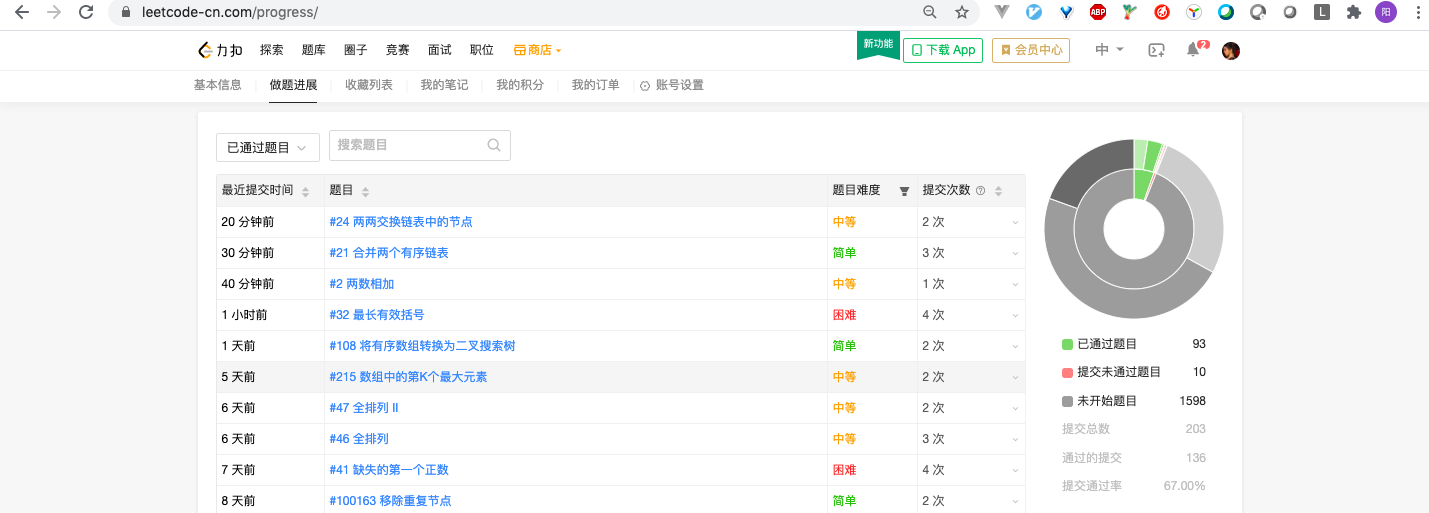 leetcode-cn.com/progress/
ABP
L
阳
力扣 探索 题库 圈子 竞赛 面试 职位 商店 新功能 下载 App 会员中心 中 2
基本信息 做题进展 收藏列表 我的笔记 我的积分 我的订单 账号设置
已通过题目 搜索题目
最近提交时间 题目 题目难度 提交次数
20 分钟前 #24 两两交换链表中的节点 中等 2 次
30 分钟前 #21 合并两个有序链表 简单 3 次
40 分钟前 #2 两数相加 中等 1 次
1 小时前 #32 最长有效括号 困难 4 次
1 天前 #108 将有序数组转换为二叉搜索树 简单 2 次
5 天前 #215 数组中的第K个最大元素 中等 2 次
6 天前 #47 全排列 II 中等 2 次
6 天前 #46 全排列 中等 3 次
7 天前 #41 缺失的第一个正数 困难 4 次
8 天前 #100163 移除重复节点 简单 2 次
已通过题目 93
提交未通过题目 10
未开始题目 1598
提交总数 203
通过的提交 136
提交通过率 67.00%